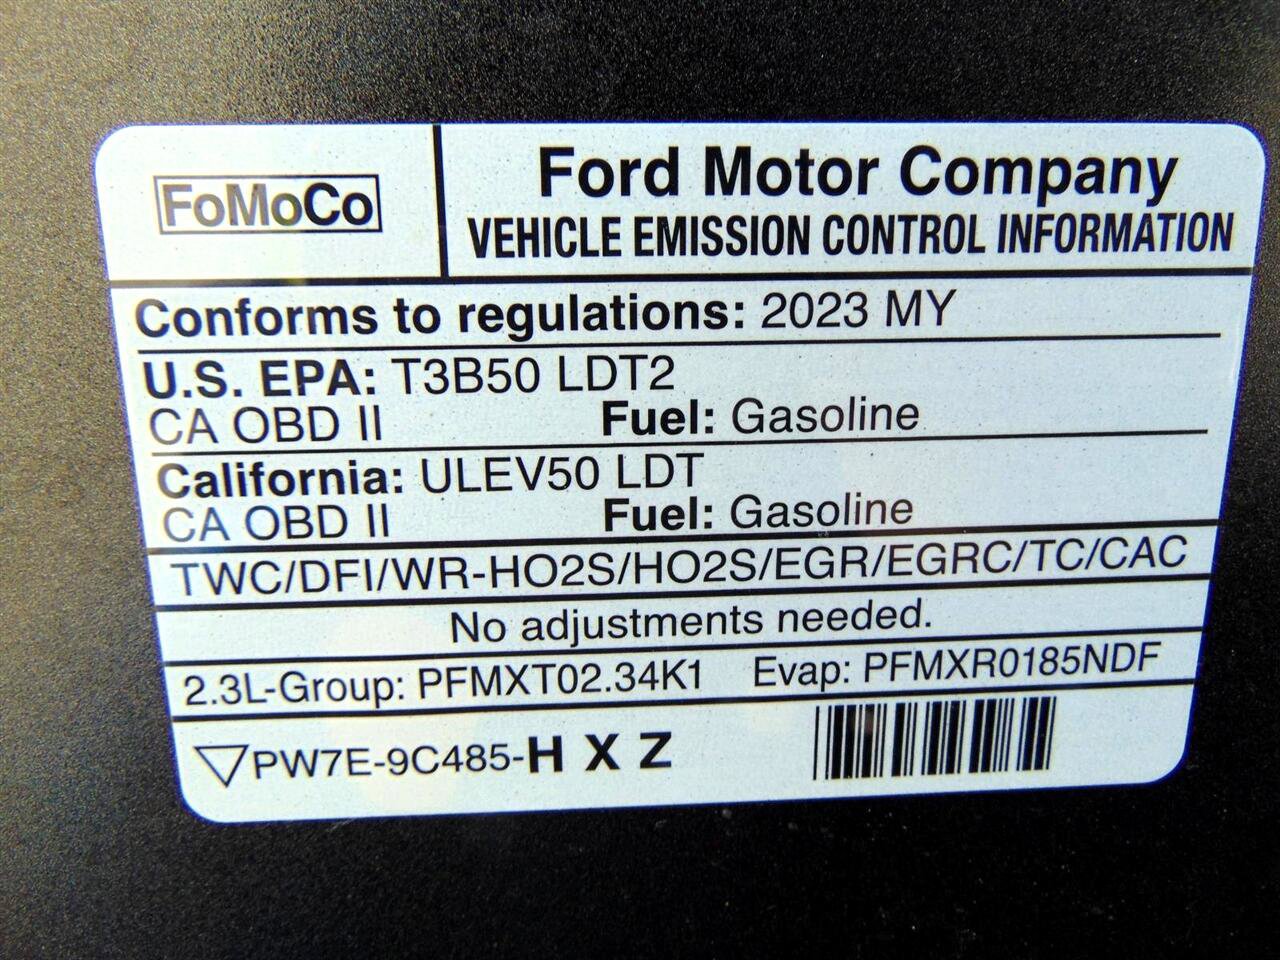 FoMoCo
Ford Motor Company
VEHICLE EMISSION CONTROL INFORMATION
Conforms to regulations: 2023 MY
U.S. EPA: T3B50 LDT2
CA OBD II Fuel: Gasoline
California: ULEV50 LDT
CA OBD II Fuel: Gasoline
TWC/DFI/WR-HO2S/HO2S/EGR/EGRC/TC/CAC
No adjustments needed.
2.3L-Group: PFMXT02.34K1 Evap: PFMXR0185NDF
PW7E-9C485-H X Z